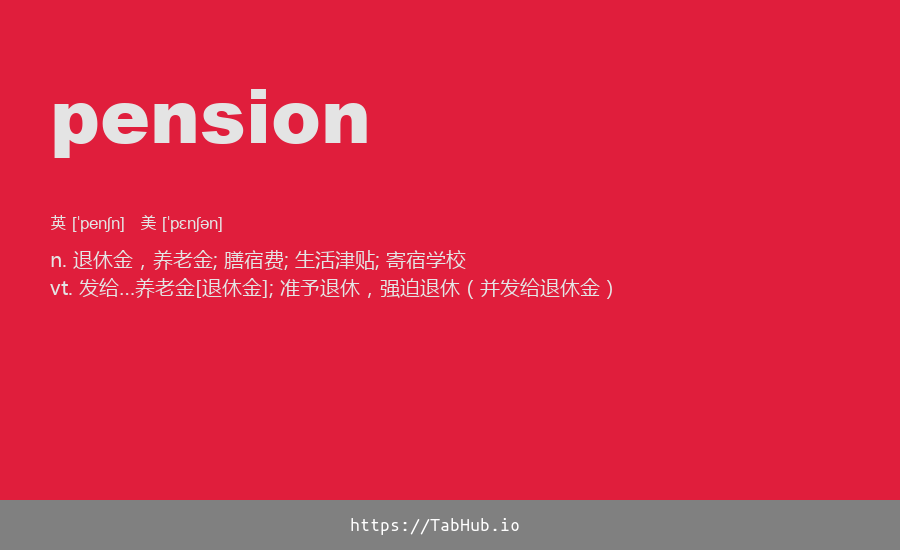 pension
英 [ˈpenʃn] 美 [ˈpɛnʃən]
n. 退休金，养老金; 膳宿费; 生活津贴; 寄宿学校
vt. 发给…养老金[退休金]; 准予退休，强迫退休（并发给退休金）
https://TabHub.io